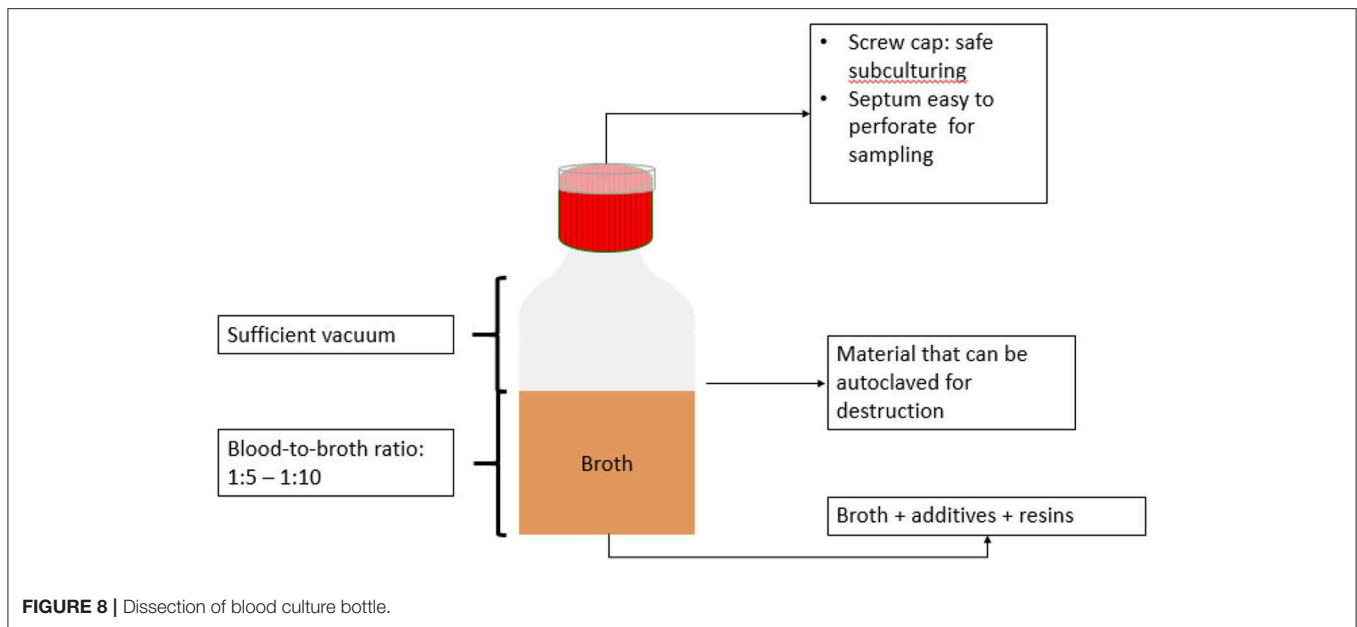 • Screw cap: safe
subculturing
• Septum easy to
perforate for
sampling
Sufficient vacuum
Material that can be
autoclaved for
destruction
Blood-to-broth ratio:
1:5 – 1:10
Broth
Broth + additives + resins
FIGURE 8 | Dissection of blood culture bottle.